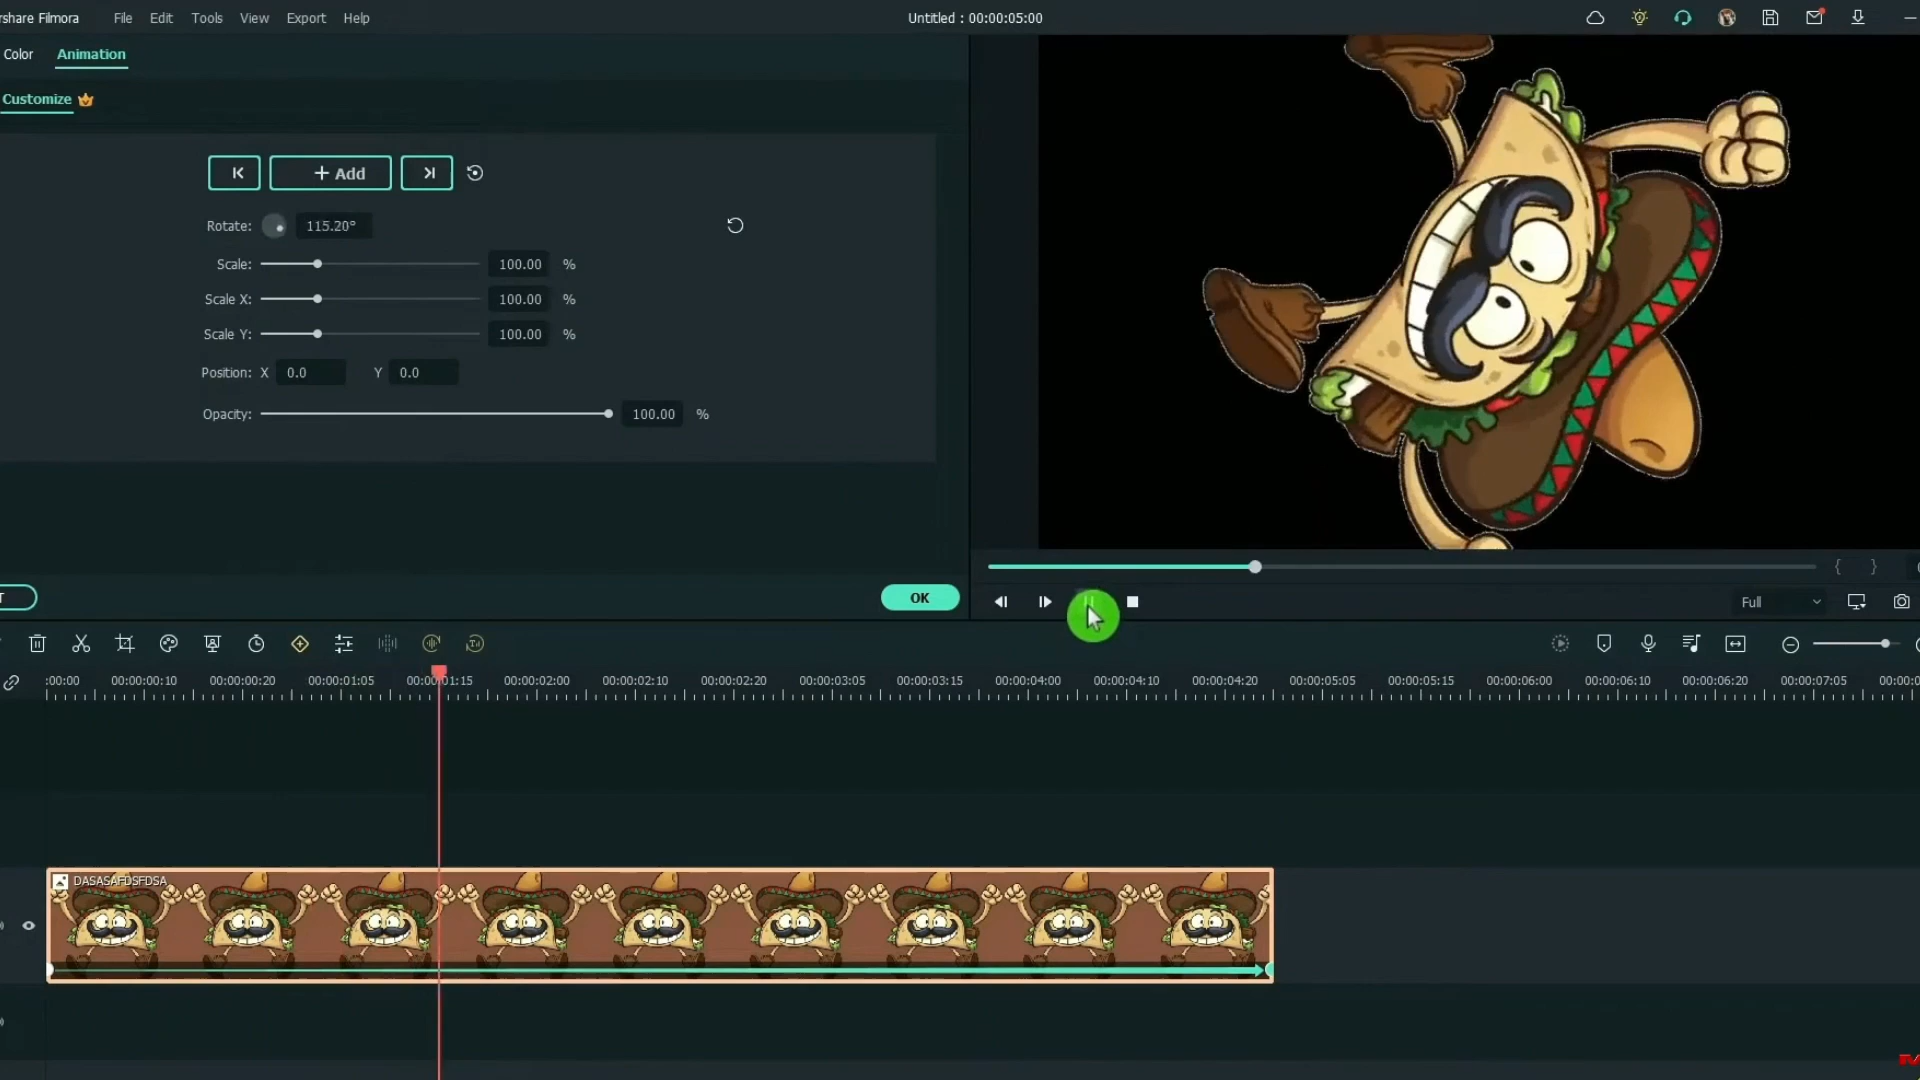 rshare Filmora File Edit Tools View Export Help Untitled : 00:00:05:00
Color Animation
Customize
+ Add
Rotate: 115.20°
Scale: 100.00 %
Scale X: 100.00 %
Scale Y: 100.00 %
Position: X 0.0 Y 0.0
Opacity: 100.00 %
T OK
{ }
Full
:00:00 00:00:00:10 00:00:00:20 00:00:01:05 00:00:01:15 00:00:02:00 00:00:02:10 00:00:02:20 00:00:03:05 00:00:03:15 00:00:04:00 00:00:04:10 00:00:04:20 00:00:05:05 00:00:05:15 00:00:06:00 00:00:06:10 00:00:06:20 00:00:07:05 00:00:0
DASASAFDSFDSA